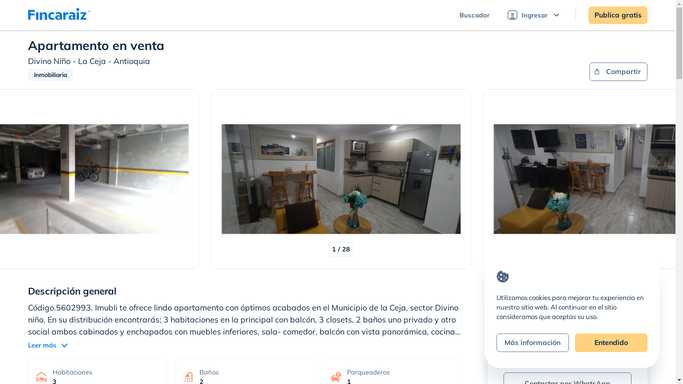 Fincaraiz
Buscador
Ingresar
Publica gratis
Apartamento en venta
Divino Niño - La Ceja - Antioquia
Inmobiliaria
Compartir
1 / 28
Descripción general
Código.5602993. Imubli te ofrece lindo apartamento con óptimos acabados en el Municipio de la Ceja, sector Divino
niño. En su distribución encontrarás; 3 habitaciones en la principal con balcón, 3 closets, 2 baños uno privado y otro
social ambos cabinados y enchapados con muebles inferiores, sala- comedor, balcón con vista panorámica, cocina...
Leer más
Habitaciones
3
Baños
2
Parqueaderos
1
Utilizamos cookies para mejorar tu experiencia en
nuestro sitio web. Al continuar en el sitio
consideramos que aceptas su uso.
Más información
Entendido
Contactar por WhatsApp